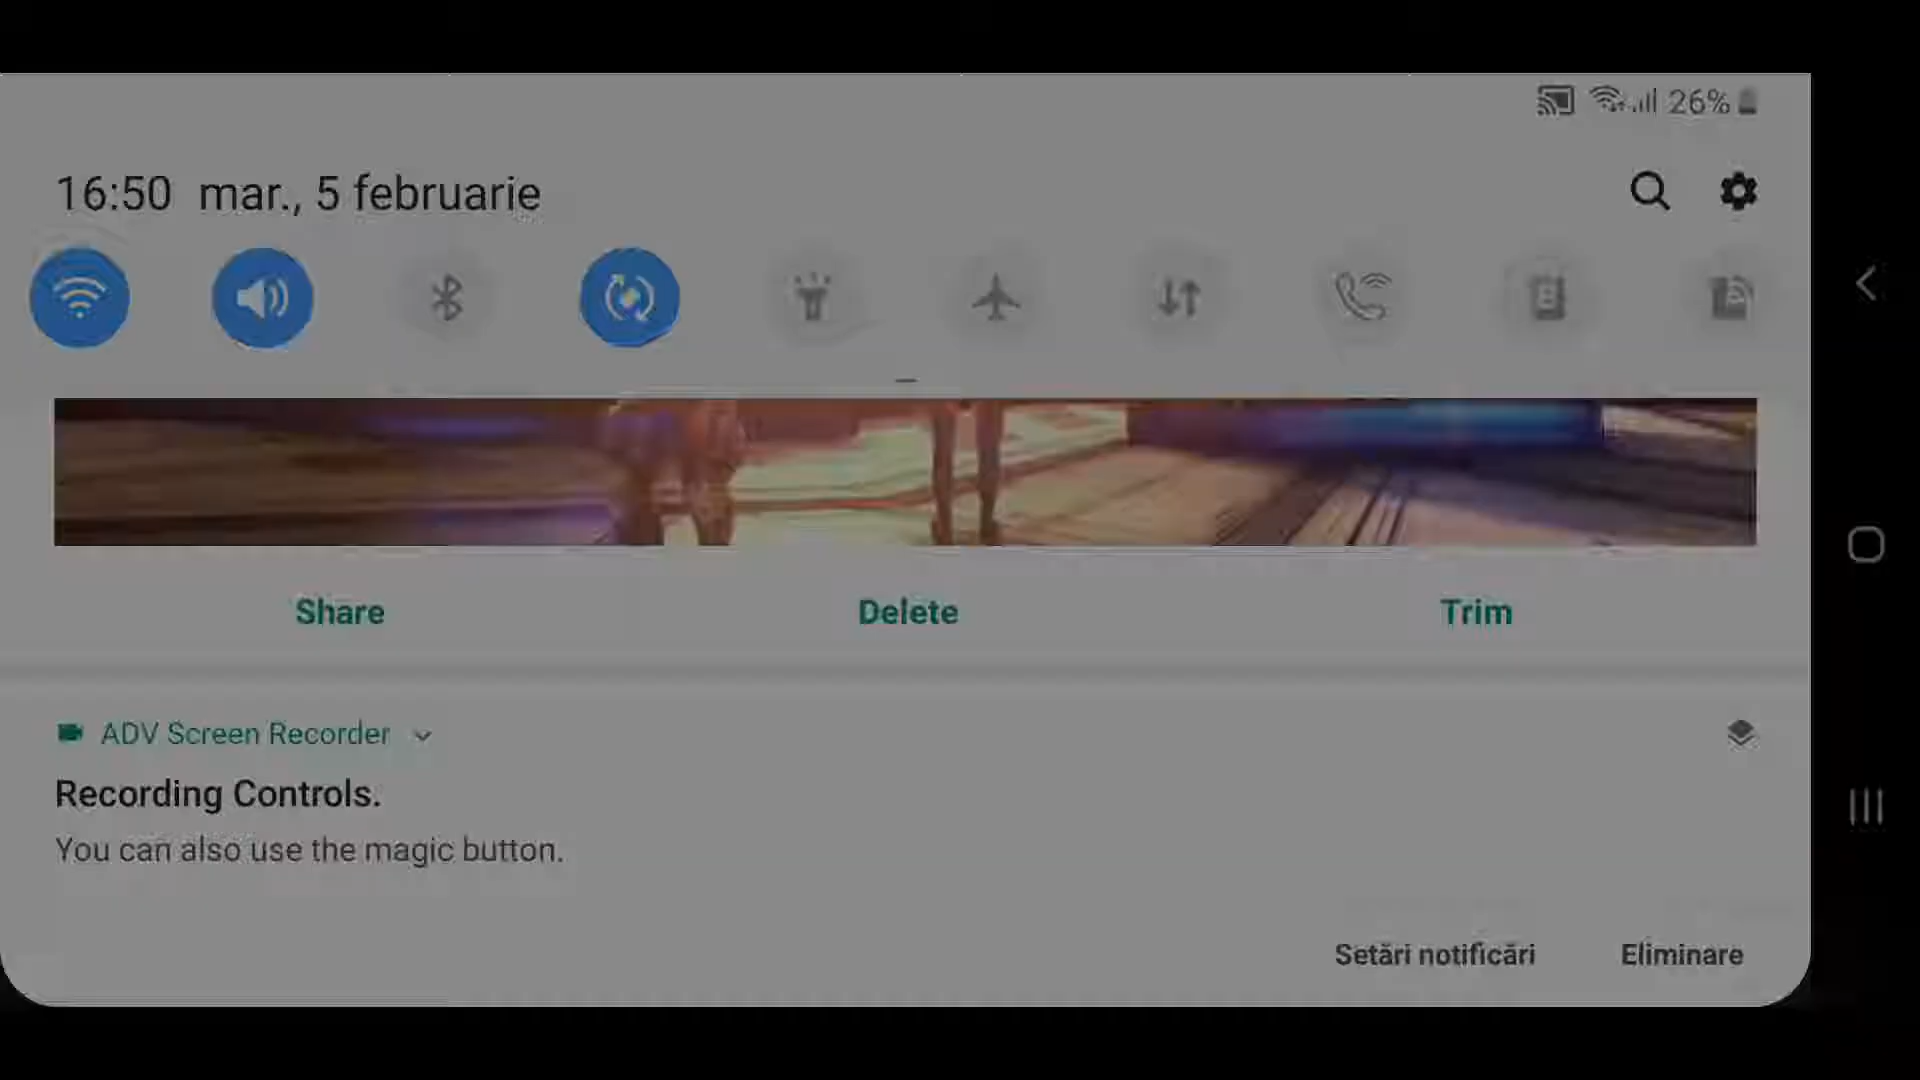 26%
16:50 mar., 5 februarie
Share Delete Trim
ADV Screen Recorder
Recording Controls.
You can also use the magic button.
Setări notificări Eliminare